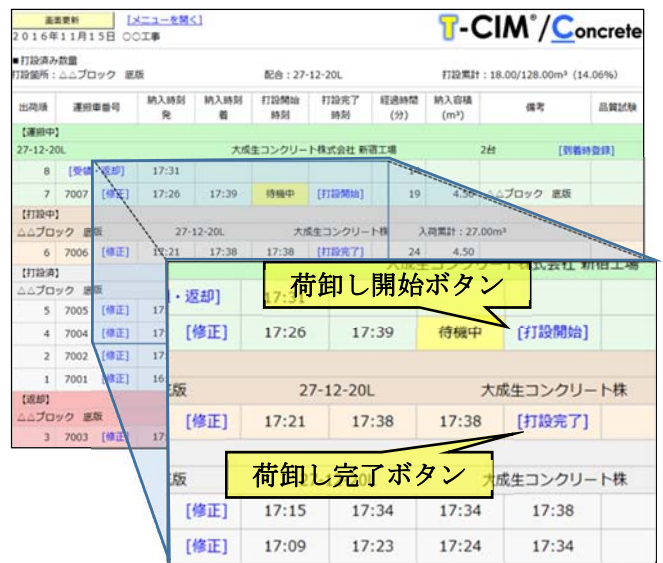 画面更新 [メニューを開く]
T-CIM®/Concrete
2016年11月15日 ○○工事
■打設済み数量
打設箇所：△△ブロック 底版 配合：27-12-20L 打設累計：18.00/128.00m³ (14.06%)
出荷順 運搬車番号 納入時刻 発 納入時刻 着 打設開始 時刻 打設完了 時刻 経過時間 (分) 納入容積 (m³) 備考 品質試験
【運搬中】
27-12-20L 大成生コンクリート株式会社 新宿工場 2台 [到着時登録]
8 [受領・返却] 17:31
7 7007 [修正] 17:26 17:39 待機中 [打設開始] 19 4.50 △△ブロック 底版
【打設中】
△△ブロック 底版 27-12-20L 大成生コンクリート株 入荷累計：27.00m³
6 7006 [修正] 17:21 17:38 17:38 [打設完了] 24 4.50
【打設済】
△△ブロック
5 7005 [修正] 17
4 7004 [修正] 17
2 7002 [修正] 17
1 7001 [修正] 16
【返却】
△△ブロック 底版
3 7003 [修正] 17
新宿工場
荷卸し開始ボタン
・返却] 17:31
[修正] 17:26 17:39 待機中 [打設開始]
底版 27-12-20L 大成生コンクリート株
[修正] 17:21 17:38 17:38 [打設完了]
荷卸し完了ボタン
底版 大成生コンクリート株
[修正] 17:15 17:34 17:34 17:38
[修正] 17:09 17:23 17:24 17:34